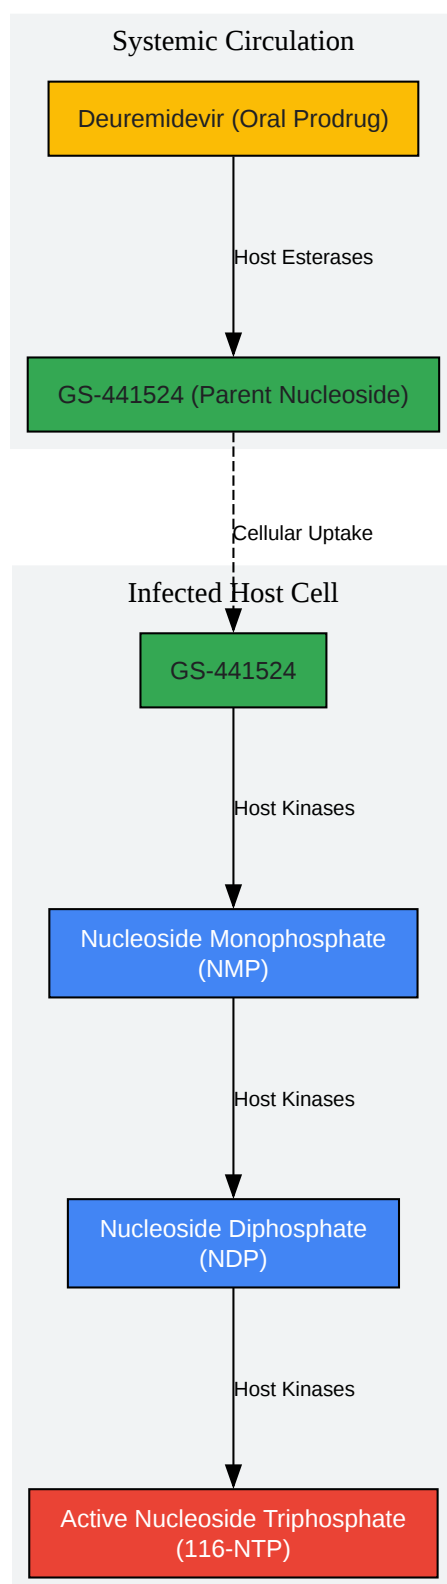 Systemic Circulation
Deuremidevir (Oral Prodrug)
Host Esterases
GS-441524 (Parent Nucleoside)
Cellular Uptake
Infected Host Cell
GS-441524
Host Kinases
Nucleoside Monophosphate
(NMP)
Host Kinases
Nucleoside Diphosphate
(NDP)
Host Kinases
Active Nucleoside Triphosphate
(116-NTP)